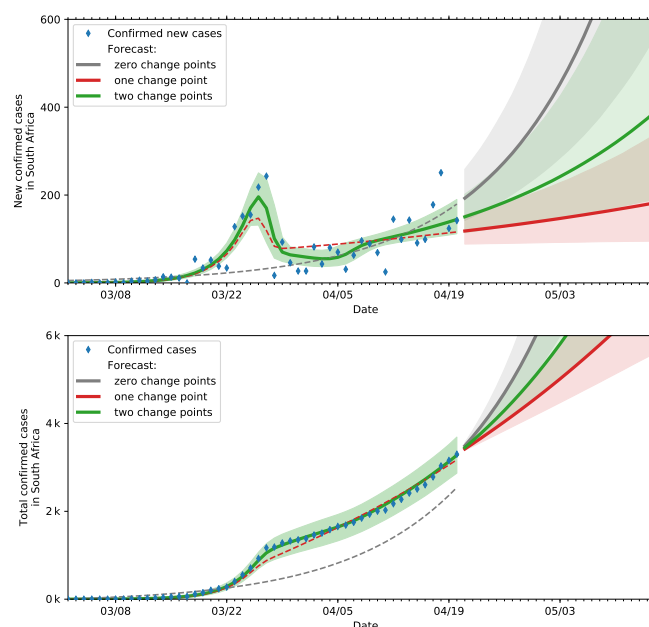 600
400
200
0
New confirmed cases
in South Africa
Confirmed new cases
Forecast:
zero change points
one change point
two change points
03/08 03/22 04/05 04/19 05/03
Date
6 k
4 k
2 k
0 k
Total confirmed cases
in South Africa
Confirmed cases
Forecast:
zero change points
one change point
two change points
03/08 03/22 04/05 04/19 05/03
Date